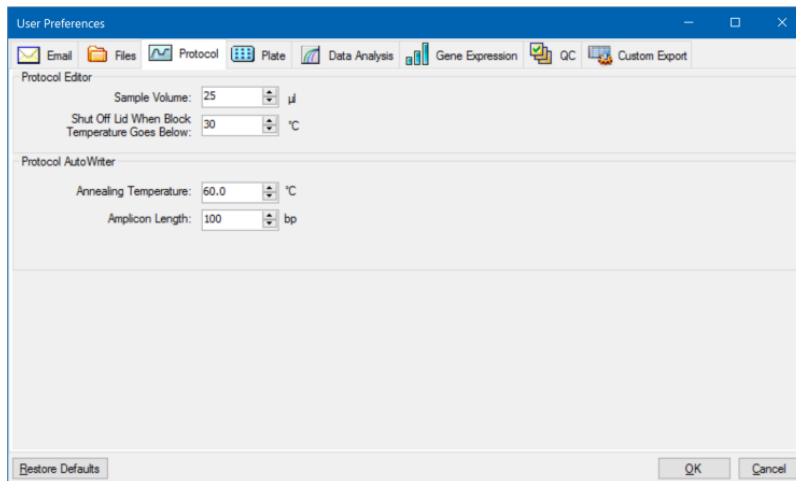 User Preferences
Email Files Protocol Plate Data Analysis Gene Expression QC Custom Export
Protocol Editor
Sample Volume: 25 µl
Shut Off Lid When Block
Temperature Goes Below: 30 °C
Protocol AutoWriter
Annealing Temperature: 60.0 °C
Amplicon Length: 100 bp
Restore Defaults OK Cancel